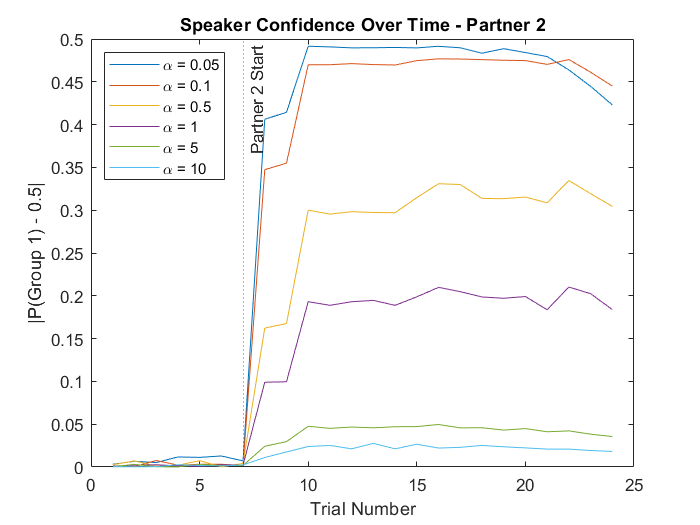 Speaker Confidence Over Time - Partner 2
0.5
0.45
0.4
0.35
0.3
0.25
0.2
0.15
0.1
0.05
0
|P(Group 1) - 0.5|
α = 0.05
α = 0.1
α = 0.5
α = 1
α = 5
α = 10
Partner 2 Start
0 5 10 15 20 25
Trial Number